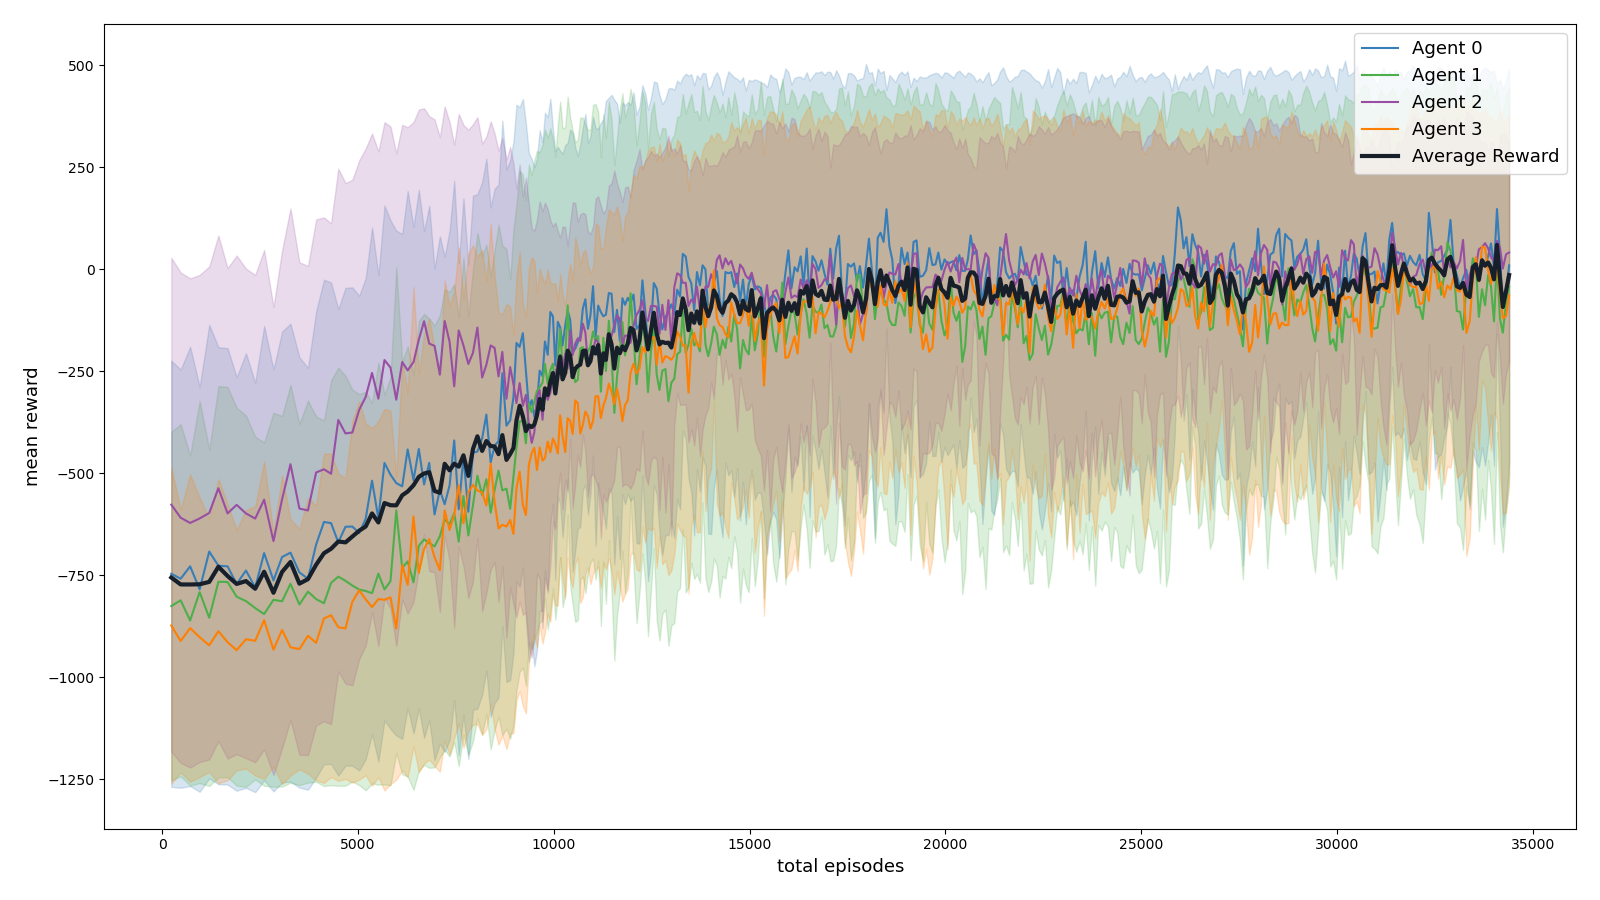 500
250
0
−250
−500
−750
−1000
−1250
mean reward
0
5000
10000
15000
20000
25000
30000
35000
total episodes
Agent 0
Agent 1
Agent 2
Agent 3
Average Reward